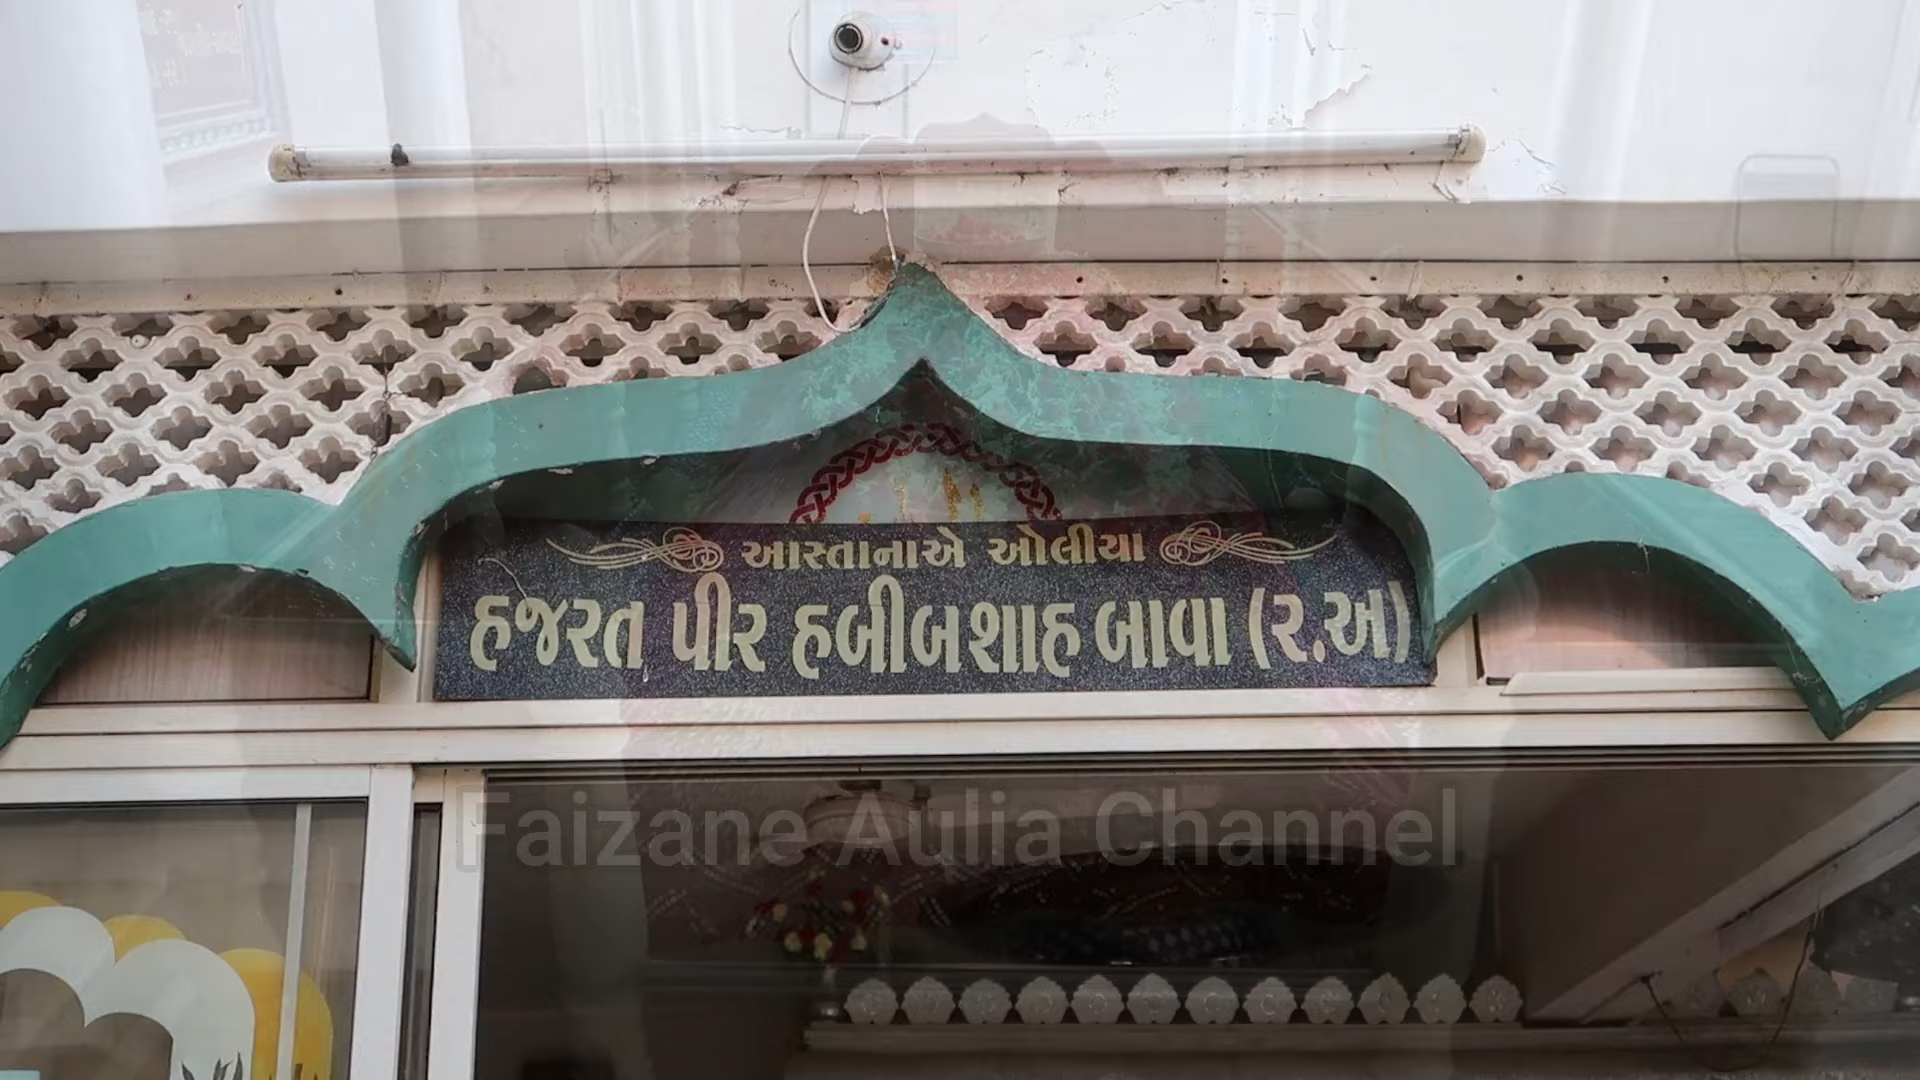 આસ્તાનાએ ઓલીયા
હજરત પીર હબીબશાહ બાવા (ર.અ)
Faizane Aulia Channel